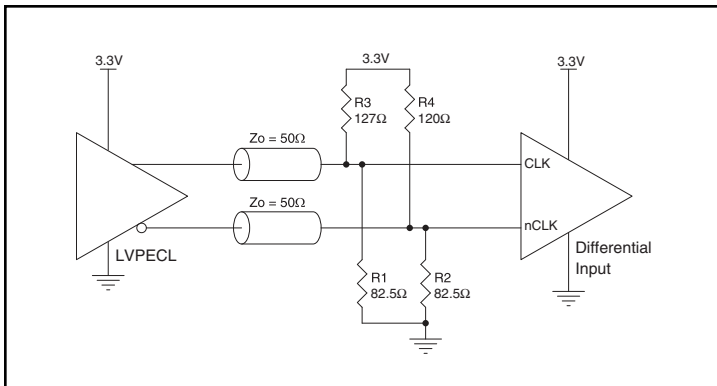 3.3V
3.3V
3.3V
R3
127Ω
R4
120Ω
Zo = 50Ω
CLK
Zo = 50Ω
nCLK
LVPECL
Differential
Input
R1
82.5Ω
R2
82.5Ω